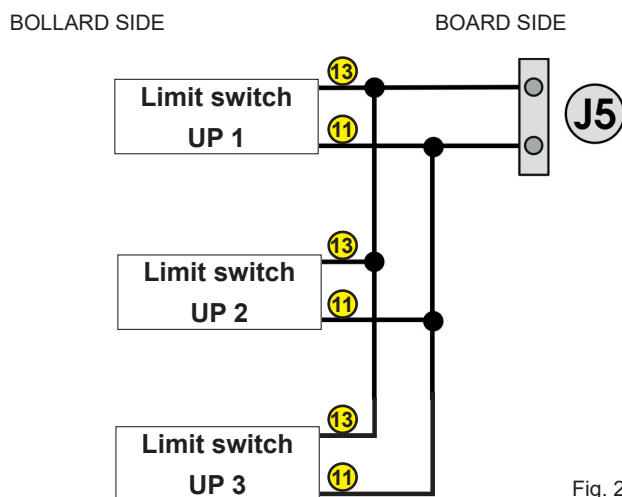 BOLLARD SIDE
BOARD SIDE
13
Limit switch
UP 1
11
J5
13
Limit switch
UP 2
11
13
Limit switch
UP 3
11
Fig. 2